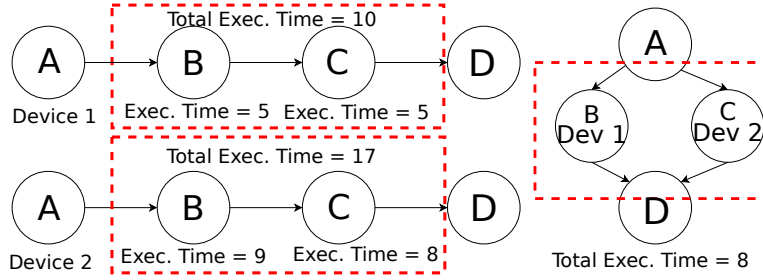 Total Exec. Time = 10
A
B
C
D
Device 1
Exec. Time = 5
Exec. Time = 5
Total Exec. Time = 17
A
B
C
D
Device 2
Exec. Time = 9
Exec. Time = 8
A
B
Dev 1
C
Dev 2
D
Total Exec. Time = 8